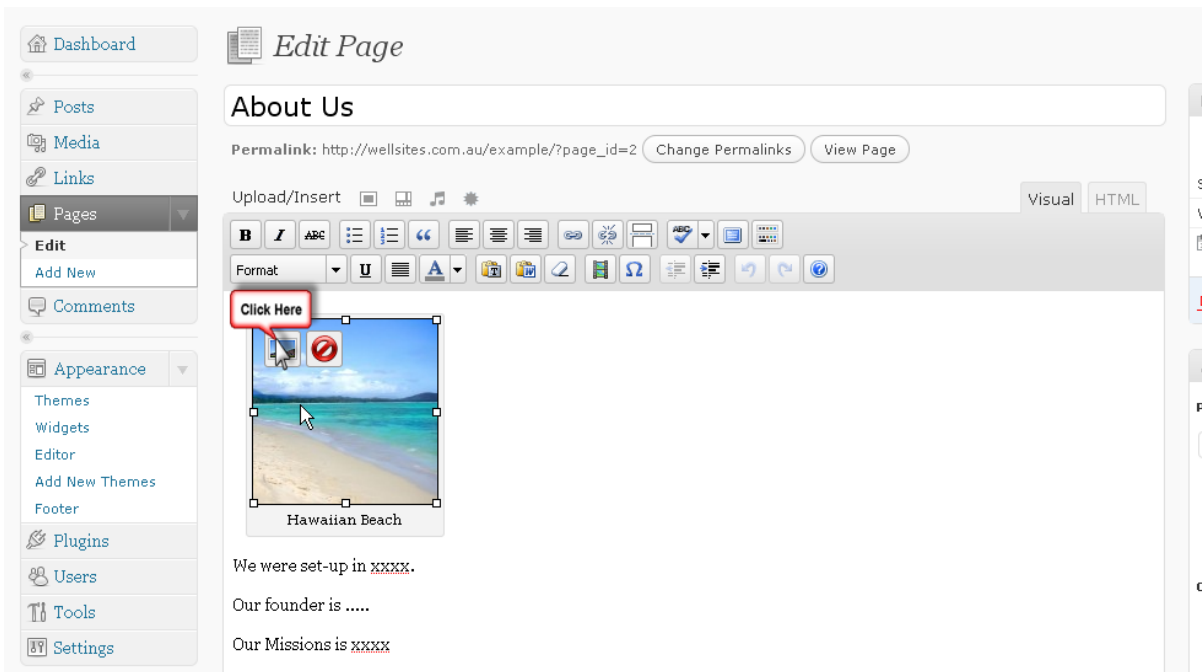 Dashboard
Edit Page
Posts
Media
Links
Pages
Edit
Add New
Comments
Appearance
Themes
Widgets
Editor
Add New Themes
Footer
Plugins
Users
Tools
Settings
About Us
Permalink: http://wellsites.com.au/example/?page_id=2 Change Permalinks View Page
Upload/Insert
Visual HTML
B I ABC ABC
Format U A
Click Here
Hawaiian Beach
We were set-up in xxxx.
Our founder is .....
Our Missions is xxxx